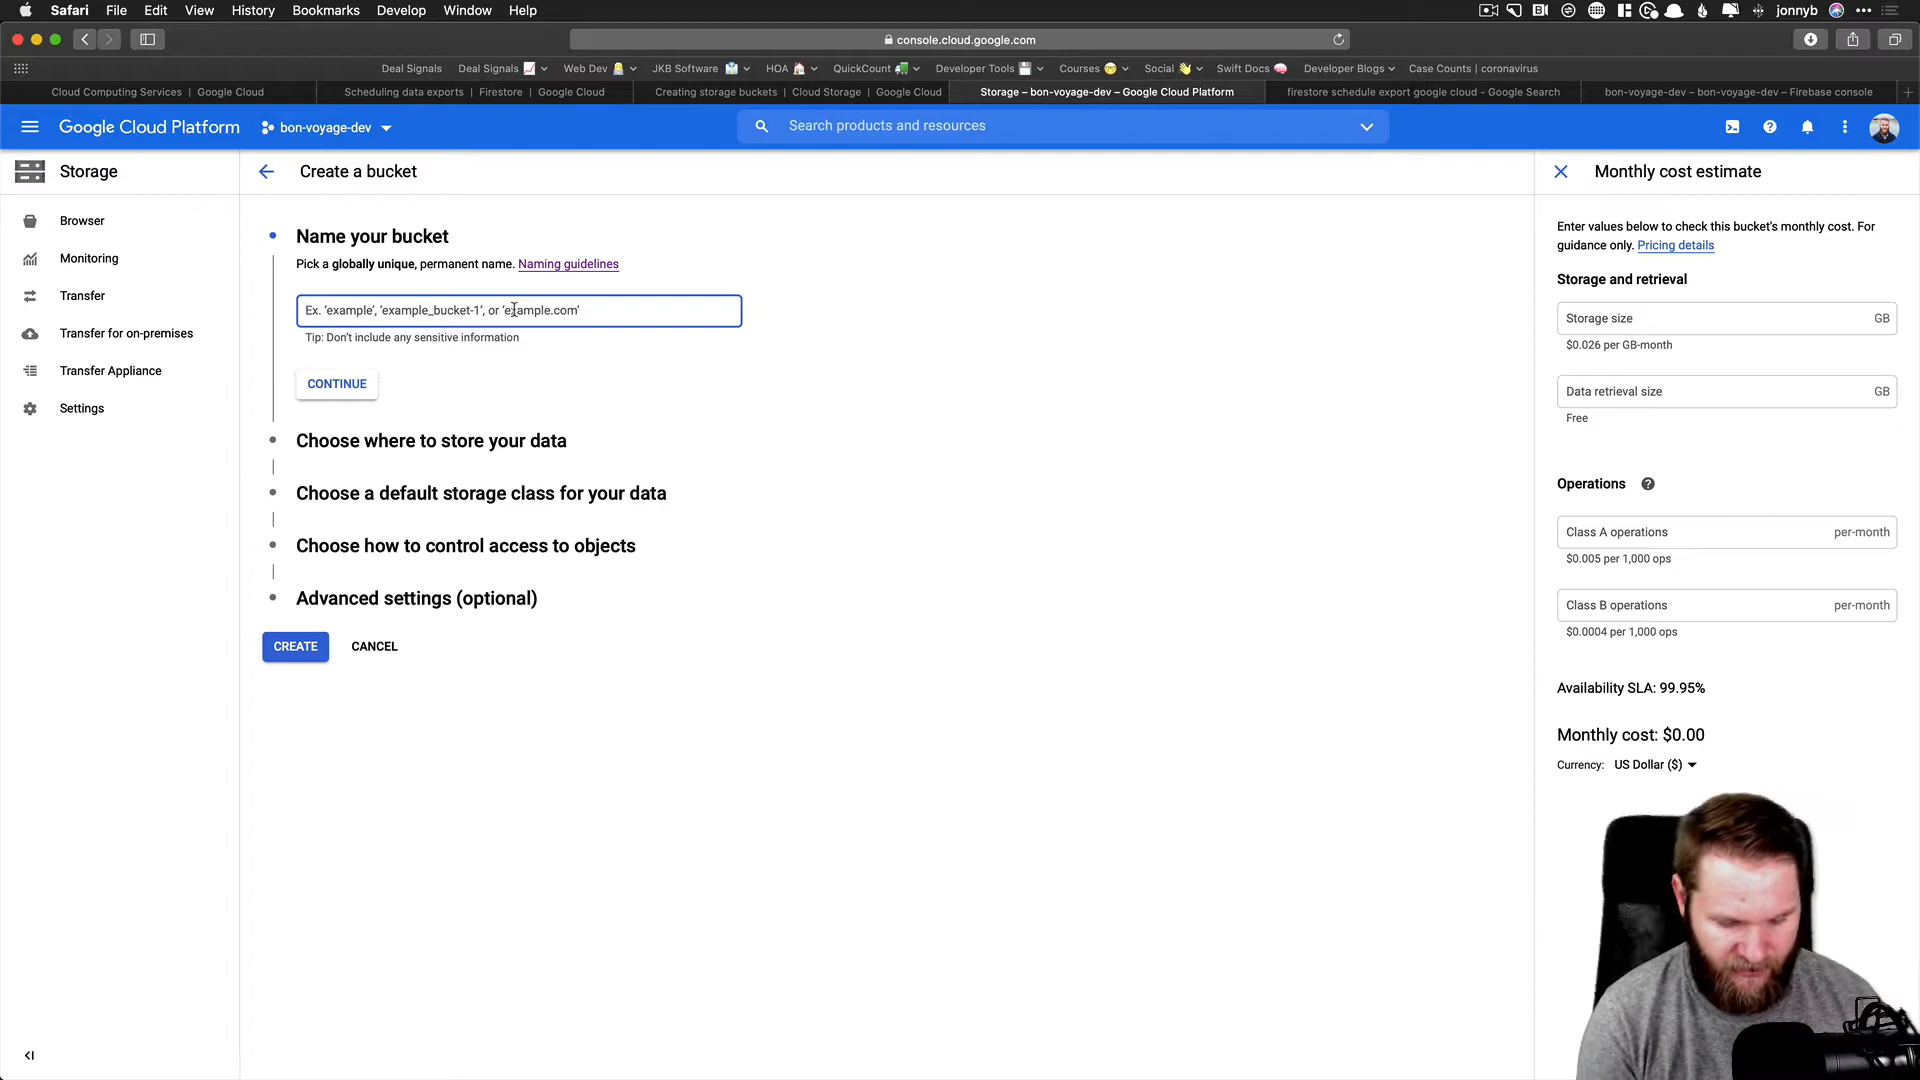 Safari File Edit View History Bookmarks Develop Window Help jonnyb
console.cloud.google.com
Deal Signals Deal Signals Web Dev JKB Software HOA QuickCount Developer Tools Courses Social Swift Docs Developer Blogs Case Counts | coronavirus
Cloud Computing Services | Google Cloud Scheduling data exports | Firestore | Google Cloud Creating storage buckets | Cloud Storage | Google Cloud Storage – bon-voyage-dev – Google Cloud Platform firestore schedule export google cloud - Google Search bon-voyage-dev – bon-voyage-dev – Firebase console
Google Cloud Platform bon-voyage-dev Search products and resources
Storage
Browser
Monitoring
Transfer
Transfer for on-premises
Transfer Appliance
Settings
Create a bucket
Name your bucket
Pick a globally unique, permanent name. Naming guidelines
Ex. 'example', 'example_bucket-1', or 'example.com'
Tip: Don't include any sensitive information
CONTINUE
Choose where to store your data
Choose a default storage class for your data
Choose how to control access to objects
Advanced settings (optional)
CREATE CANCEL
Monthly cost estimate
Enter values below to check this bucket's monthly cost. For
guidance only. Pricing details
Storage and retrieval
Storage size GB
$0.026 per GB-month
Data retrieval size GB
Free
Operations
Class A operations per-month
$0.005 per 1,000 ops
Class B operations per-month
$0.0004 per 1,000 ops
Availability SLA: 99.95%
Monthly cost: $0.00
Currency: US Dollar ($)